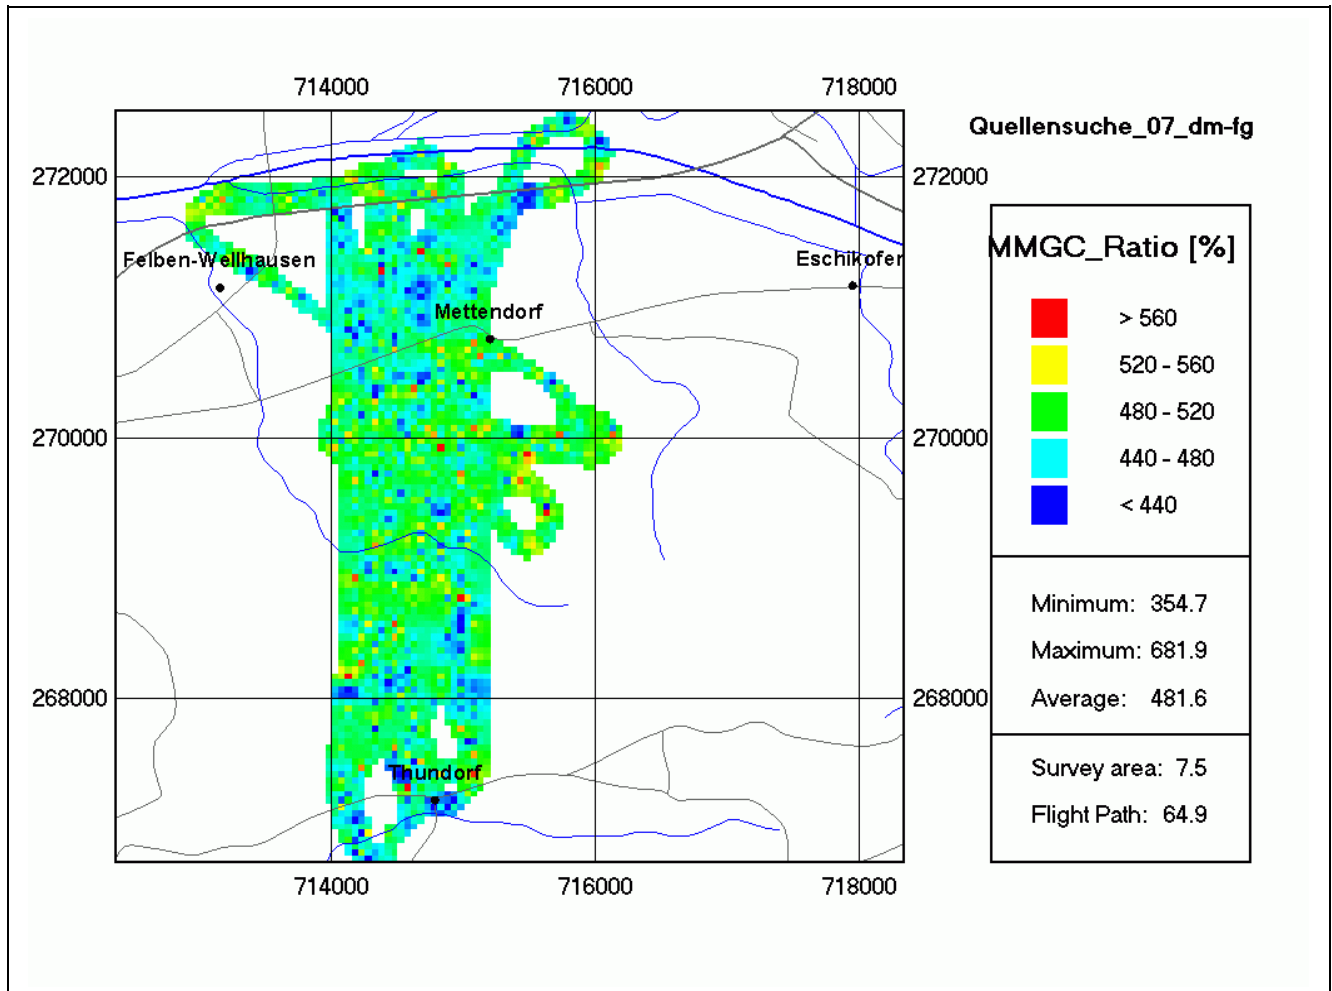 714000 716000 718000
Quellensuche_07_dm-fg
272000 272000
MMGC_Ratio [%]
Felben-Wellhausen
Eschikofer
> 560
Mettendorf
520 - 560
480 - 520
270000 270000
440 - 480
< 440
Minimum: 354.7
Maximum: 681.9
268000 268000
Average: 481.6
Thundorf
Survey area: 7.5
Flight Path: 64.9
714000 716000 718000